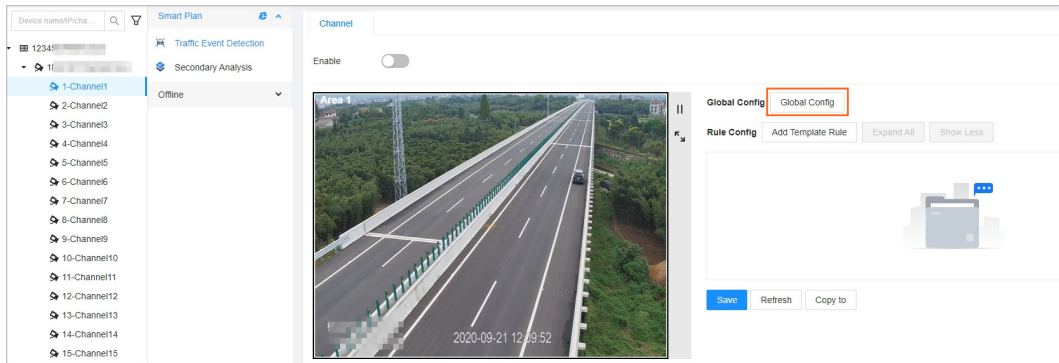 Device name/IP/cha...
12345
1-Channel1
2-Channel2
3-Channel3
4-Channel4
5-Channel5
6-Channel6
7-Channel7
8-Channel8
9-Channel9
10-Channel10
11-Channel11
12-Channel12
13-Channel13
14-Channel14
15-Channel15
Smart Plan
Traffic Event Detection
Secondary Analysis
Offline
Channel
Enable
Area 1
2020-09-21 12:09:52
Global Config Global Config
Rule Config Add Template Rule Expand All Show Less
Save Refresh Copy to